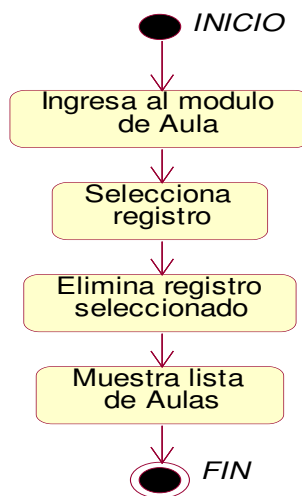 INICIO
Ingresa al modulo
de Aula
Selecciona
registro
Elimina registro
seleccionado
Muestra lista
de Aulas
FIN